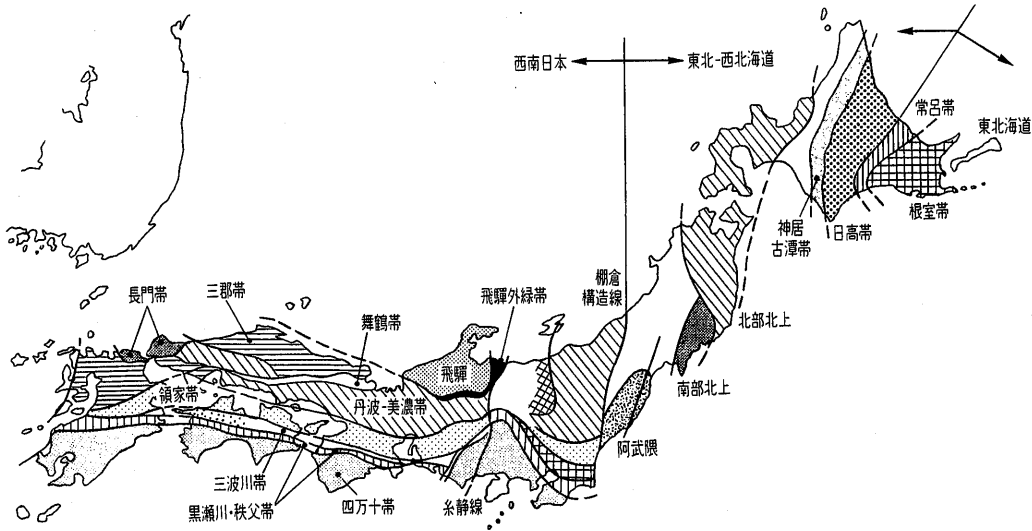 西南日本
東北-西北海道
常呂帯
東北海道
神居
古潭帯
日高帯
根室帯
棚倉
構造線
飛騨外緑帯
長門帯
三郡帯
舞鶴帯
飛騨
北部北上
南部北上
領家帯
丹波-美濃帯
阿武隈
三波川帯
黒瀬川・秩父帯
四万十帯
糸静線